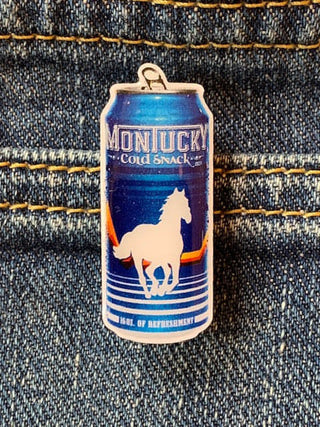 MONTUCKY
COLD SNACK
16 OZ. OF REFRESHMENT